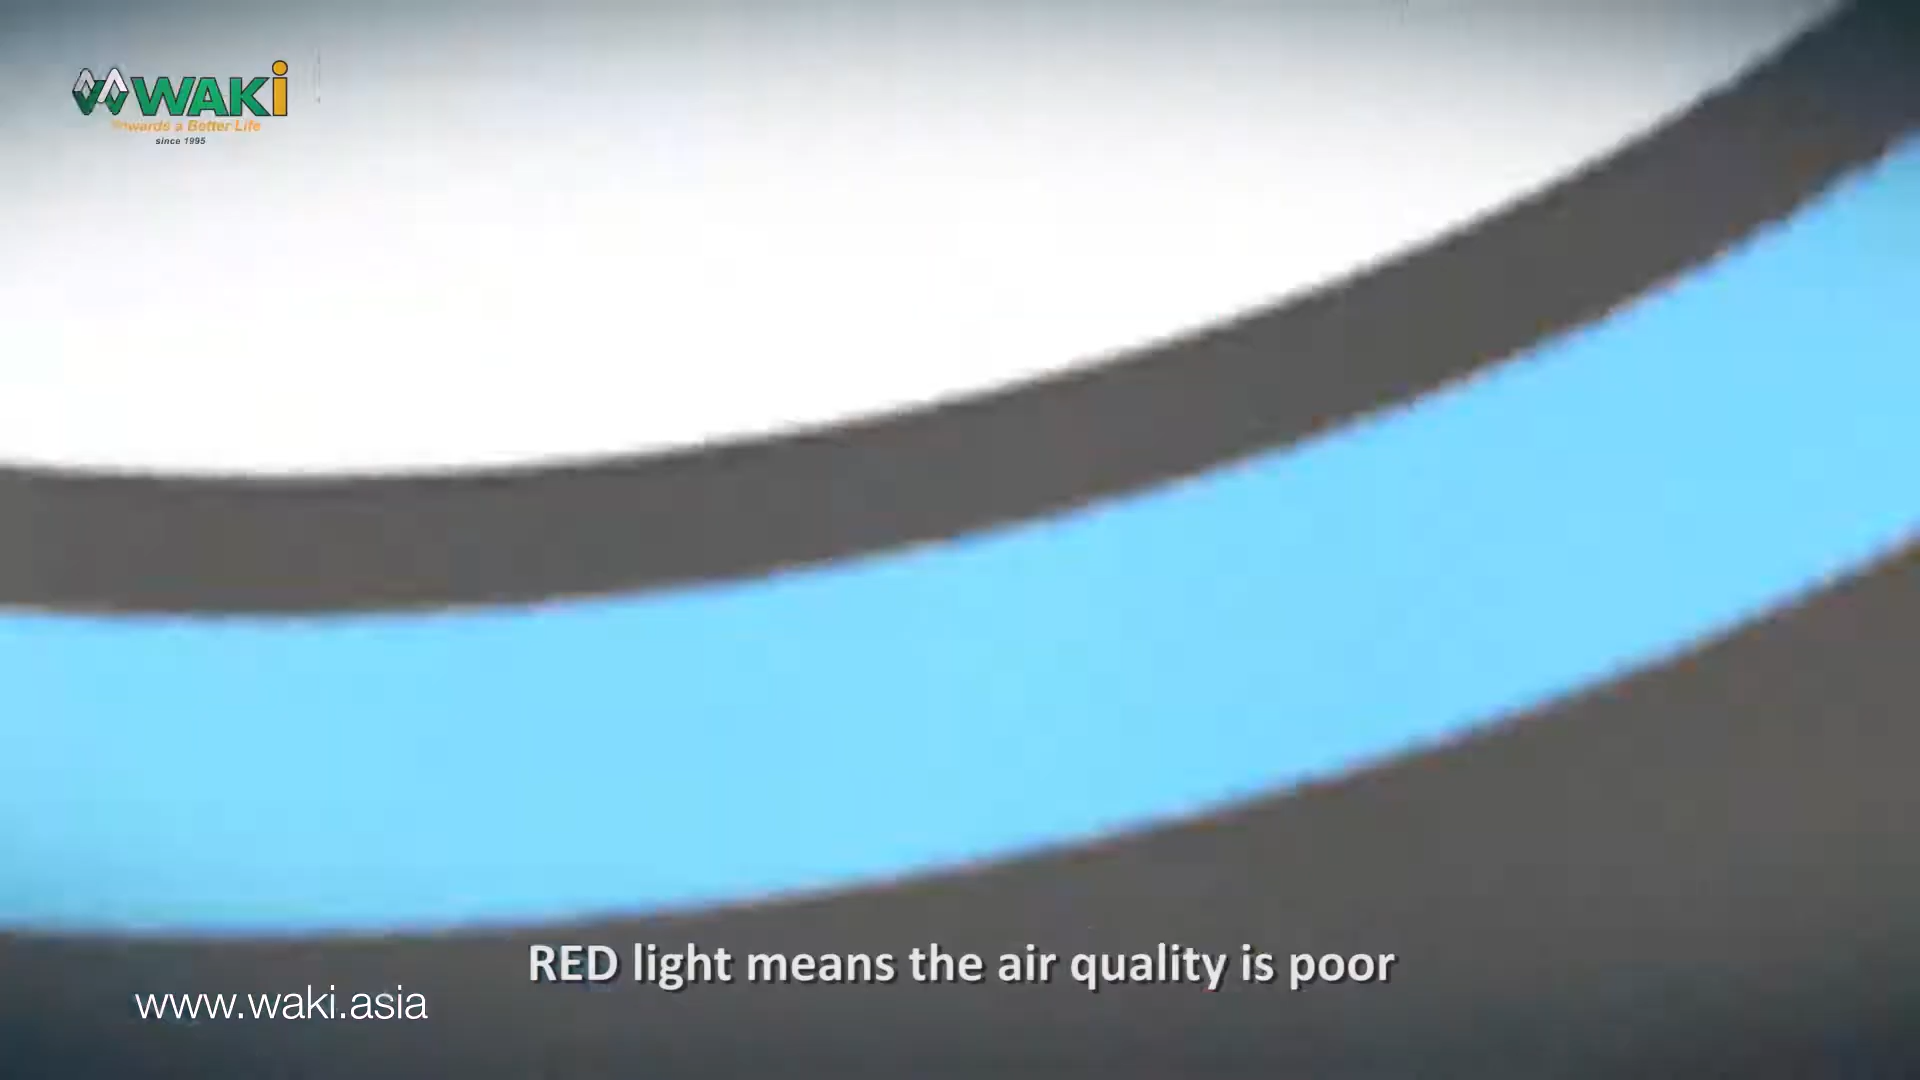 WAKi
Towards a Better Life
since 1995
RED light means the air quality is poor
www.waki.asia